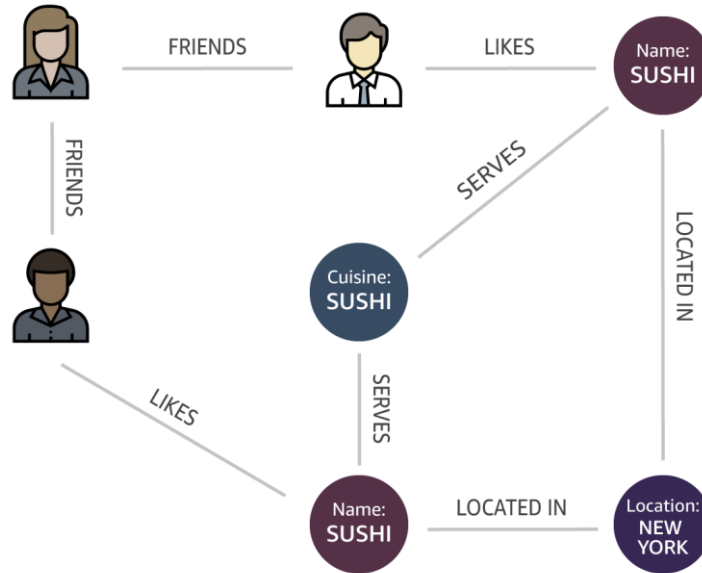 FRIENDS
LIKES
Name:
SUSHI
FRIENDS
SERVES
LOCATED IN
Cuisine:
SUSHI
LIKES
SERVES
Name:
SUSHI
LOCATED IN
Location:
NEW
YORK